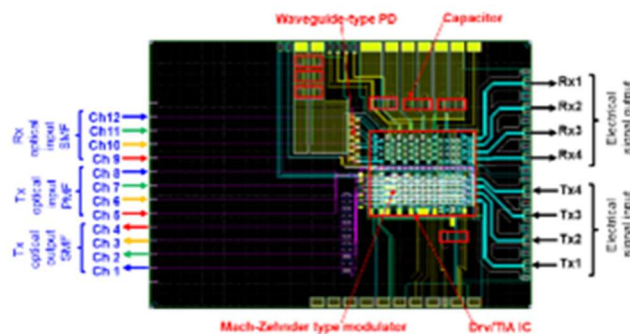 Waveguide-type PD
Capacitor
Rx optical input SMF
Ch12
Ch11
Ch10
Ch 9
Tx optical input PMF
Ch 8
Ch 7
Ch 6
Ch 5
Tx optical output SMF
Ch 4
Ch 3
Ch 2
Ch 1
Rx1
Rx2
Rx3
Rx4
Electrical signal output
Tx4
Tx3
Tx2
Tx1
Electrical signal input
Mach-Zehnder type modulator
Drv/TIA IC